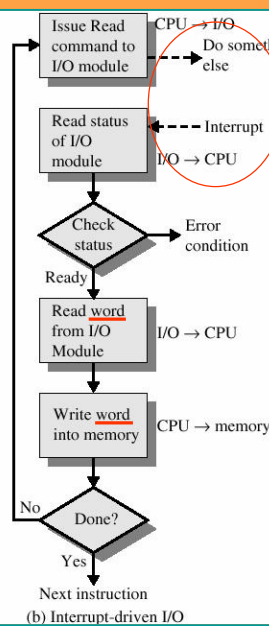 Issue Read
command to
I/O module
CPU → I/O
Do
else
Read status
of I/O
module
Interrupt
I/O → CPU
Check
status
Error
condition
Ready
Read word
from I/O
Module
I/O → CPU
Write word
into memory
CPU → memory
No
Done?
Yes
Next instruction
(b) Interrupt-driven I/O